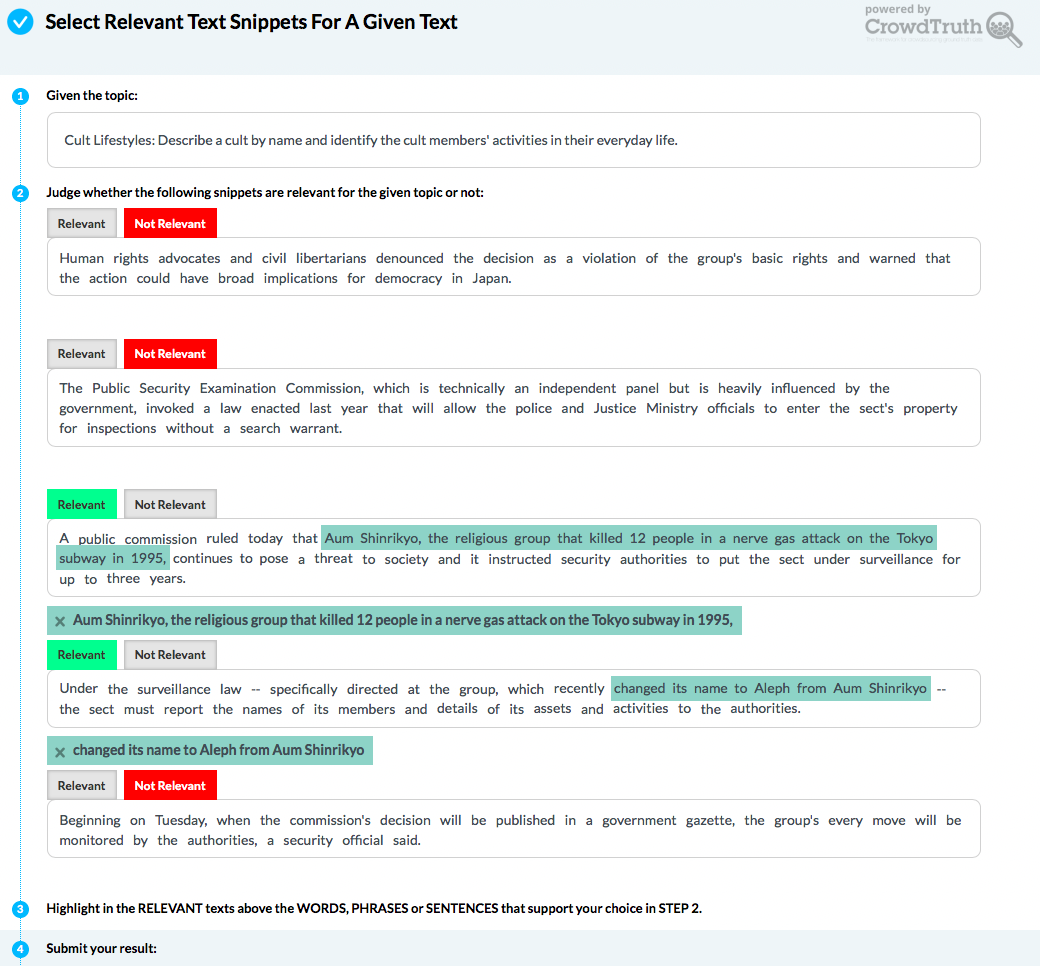 Select Relevant Text Snippets For A Given Text
powered by
CrowdTruth
1 Given the topic:
Cult Lifestyles: Describe a cult by name and identify the cult members' activities in their everyday life.
2 Judge whether the following snippets are relevant for the given topic or not:
Relevant Not Relevant
Human rights advocates and civil libertarians denounced the decision as a violation of the group's basic rights and warned that
the action could have broad implications for democracy in Japan.
Relevant Not Relevant
The Public Security Examination Commission, which is technically an independent panel but is heavily influenced by the
government, invoked a law enacted last year that will allow the police and Justice Ministry officials to enter the sect's property
for inspections without a search warrant.
Relevant Not Relevant
A public commission ruled today that Aum Shinrikyo, the religious group that killed 12 people in a nerve gas attack on the Tokyo
subway in 1995, continues to pose a threat to society and it instructed security authorities to put the sect under surveillance for
up to three years.
× Aum Shinrikyo, the religious group that killed 12 people in a nerve gas attack on the Tokyo subway in 1995,
Relevant Not Relevant
Under the surveillance law -- specifically directed at the group, which recently changed its name to Aleph from Aum Shinrikyo --
the sect must report the names of its members and details of its assets and activities to the authorities.
× changed its name to Aleph from Aum Shinrikyo
Relevant Not Relevant
Beginning on Tuesday, when the commission's decision will be published in a government gazette, the group's every move will be
monitored by the authorities, a security official said.
3 Highlight in the RELEVANT texts above the WORDS, PHRASES or SENTENCES that support your choice in STEP 2.
4 Submit your result: